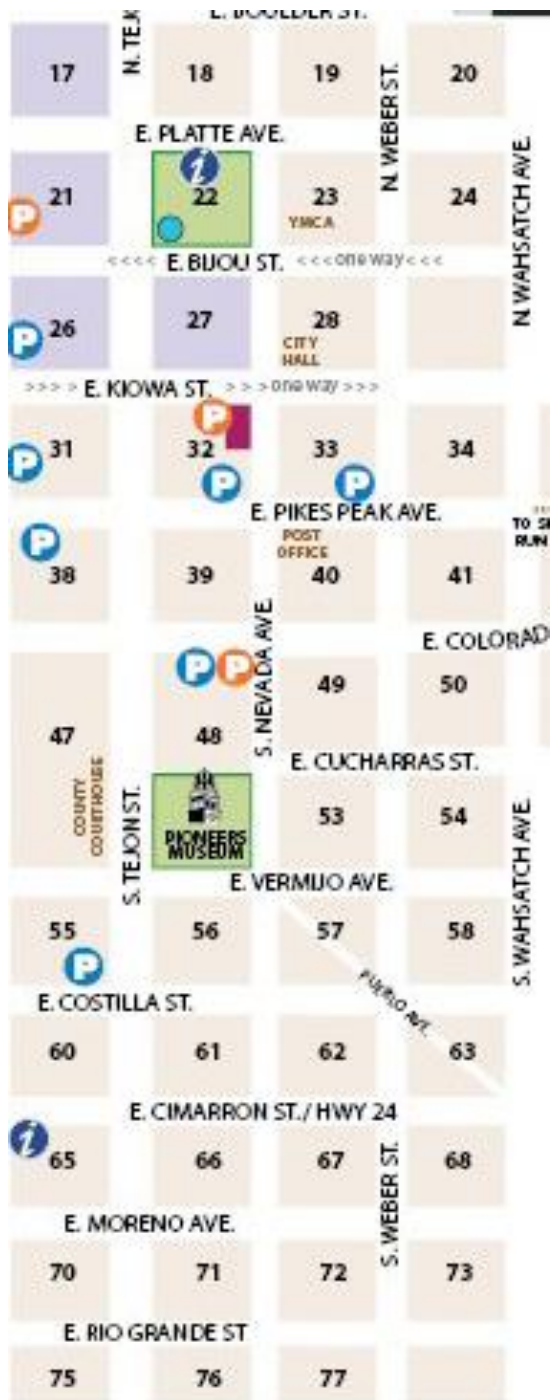 E. BOULDER ST.
N. TEJ
17
18
19
20
N. WEBER ST.
E. PLATTE AVE.
i
21
22
23
24
P
YMCA
N. WAHSATCH AVE.
<<<< E. BIJOU ST. <<<one way<<<
26
27
28
P
CITY
HALL
>>>> E. KIOWA ST. >>>one way >>>
P
31
32
33
34
P
P
P
E. PIKES PEAK AVE.
TO S
RUN
P
POST
OFFICE
38
39
40
41
S. NEVADA AVE.
E. COLORAD
P
P
49
50
47
48
E. CUCHARRAS ST.
COUNTY
COURTHOUSE
S. TEJON ST.
PIONEERS
MUSEUM
53
54
S. WAHSATCH AVE.
E. VERMIJO AVE.
55
56
57
58
P
PUEBLO AVE.
E. COSTILLA ST.
60
61
62
63
E. CIMARRON ST./ HWY 24
i
65
66
67
68
S. WEBER ST.
E. MORENO AVE.
70
71
72
73
E. RIO GRANDE ST
75
76
77